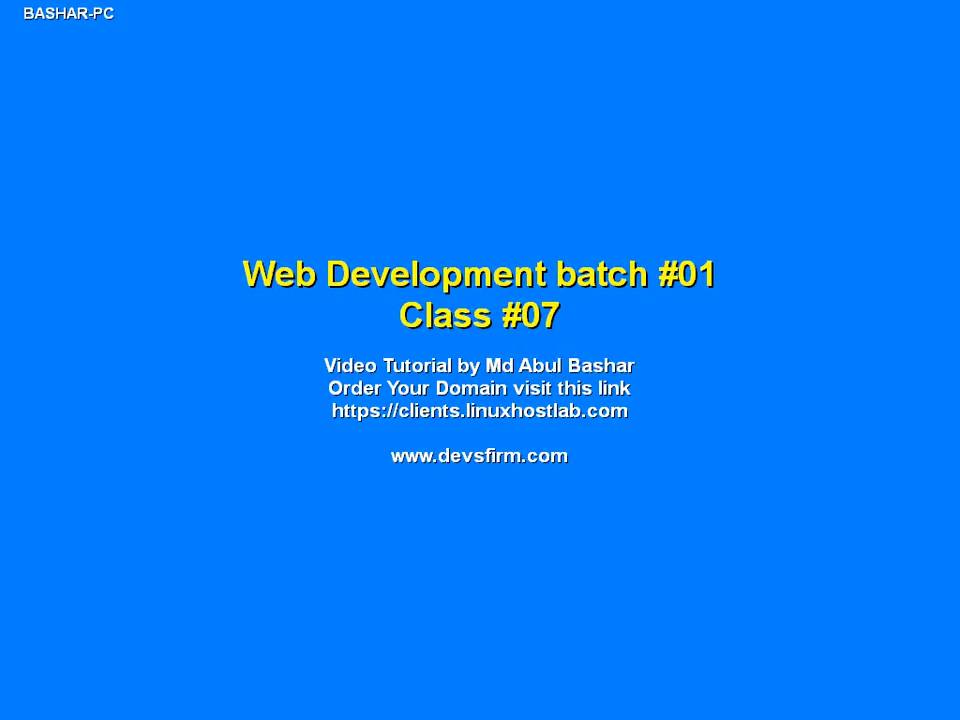 BASHAR-PC
Web Development batch #01
Class #07
Video Tutorial by Md Abul Bashar
Order Your Domain visit this link
https://clients.linuxhostlab.com
www.devsfirm.com